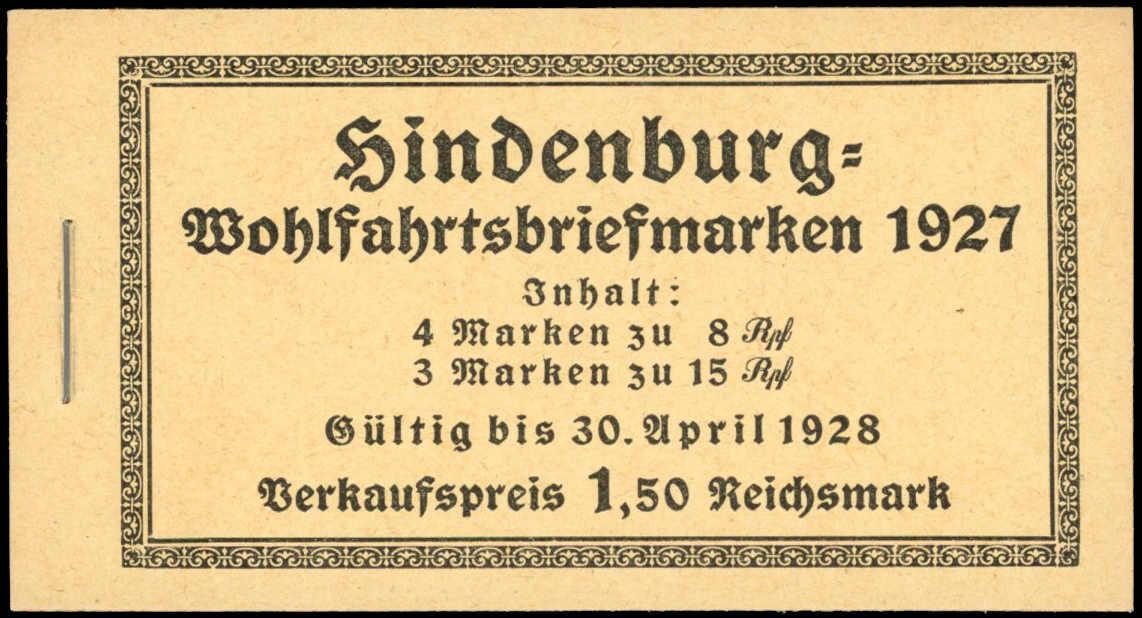 Hindenburg=
Wohlfahrtsbriefmarken 1927
Inhalt:
4 Marken zu 8 Rpf
3 Marken zu 15 Rpf
Gültig bis 30. April 1928
Verkaufspreis 1,50 Reichsmark